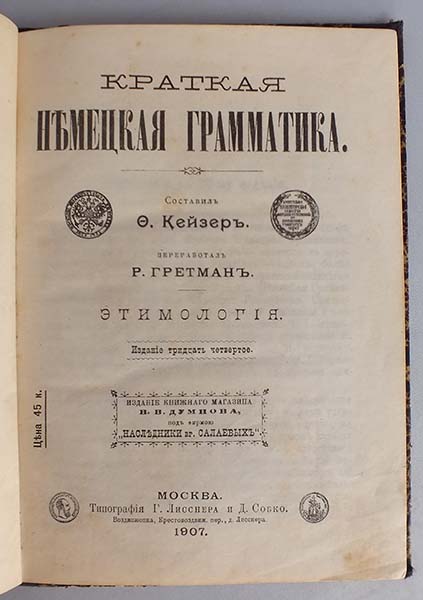 КРАТКАЯ
НѢМЕЦКАЯ ГРАММАТИКА.
СОСТАВИЛЪ
Ѳ. КЕЙЗЕРЪ.
ПЕРЕРАБОТАЛЪ
Р. ГРЕТМАНЪ.
ЭТИМОЛОГІЯ.
Изданіе тридцать четвертое.
Цѣна 45 к.
ИЗДАНІЕ КНИЖНАГО МАГАЗИНА
В. В. ДУМНОВА,
подъ фирмою
„НАСЛѢДНИКИ бр. САЛАЕВЫХЪ“
МОСКВА.
Типографія Г. Лисснера и Д. Собко.
Воздвиженка, Крестовоздвиж. пер., д. Лисснера.
1907.